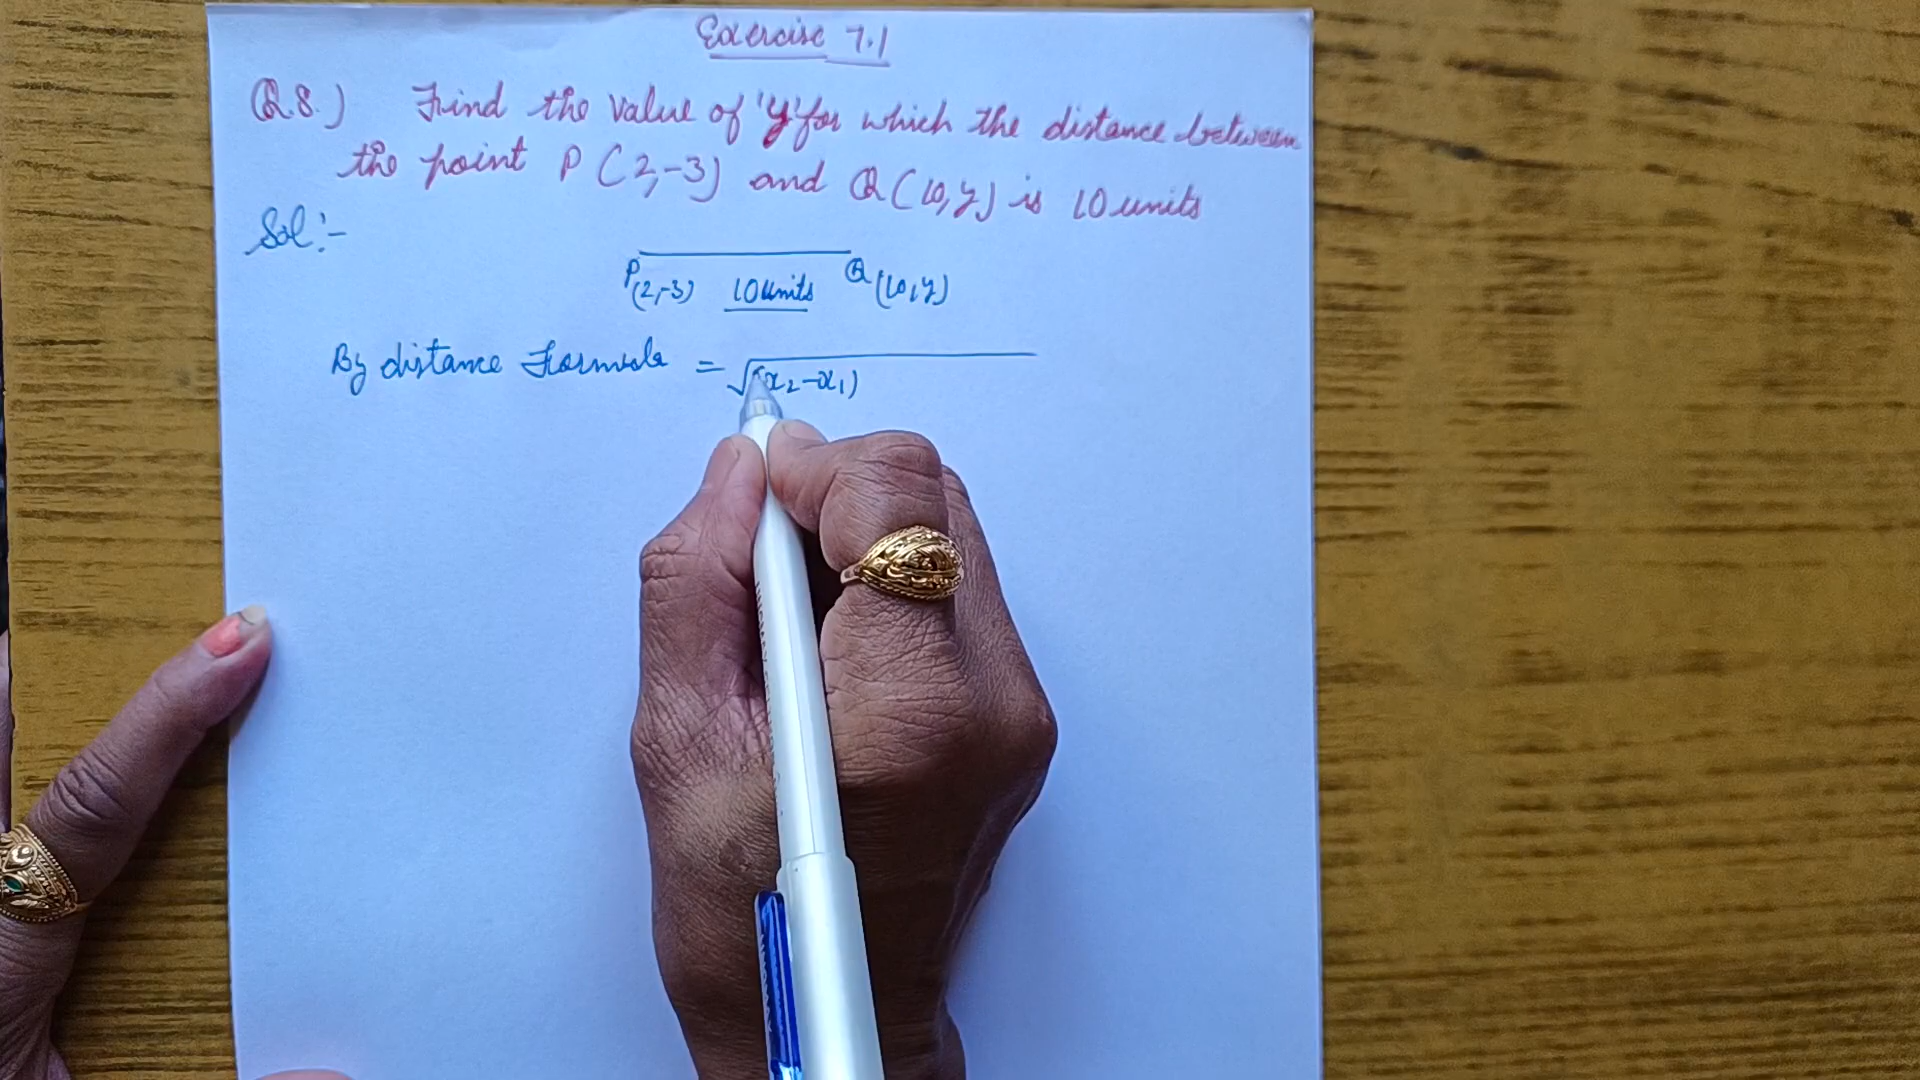 Exercise 7.1
Q.8.) Find the value of 'y' for which the distance between
the point P (2,-3) and Q (10,y) is 10 units
Sol:-
P(2,-3) 10 units Q (10,y)
By distance Formula = √(x₂-x₁)